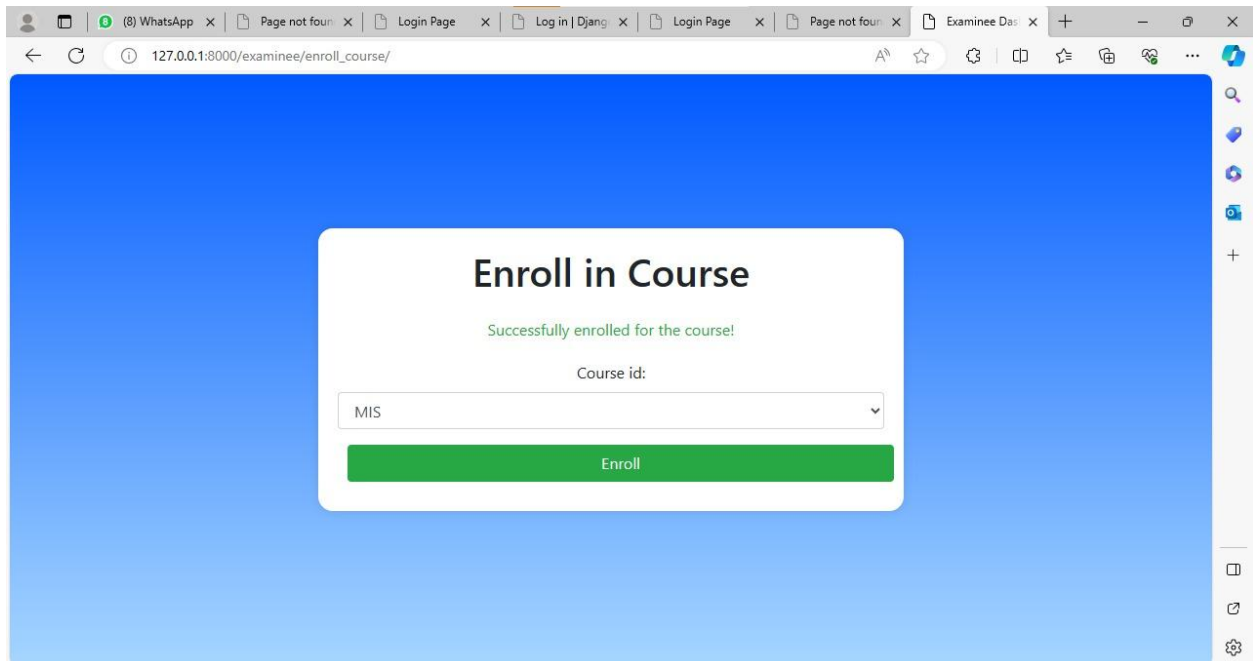 (8) WhatsApp
Page not foun
Login Page
Log in | Djang
Login Page
Page not foun
Examinee Das
127.0.0.1:8000/examinee/enroll_course/
Enroll in Course
Successfully enrolled for the course!
Course id:
MIS
Enroll